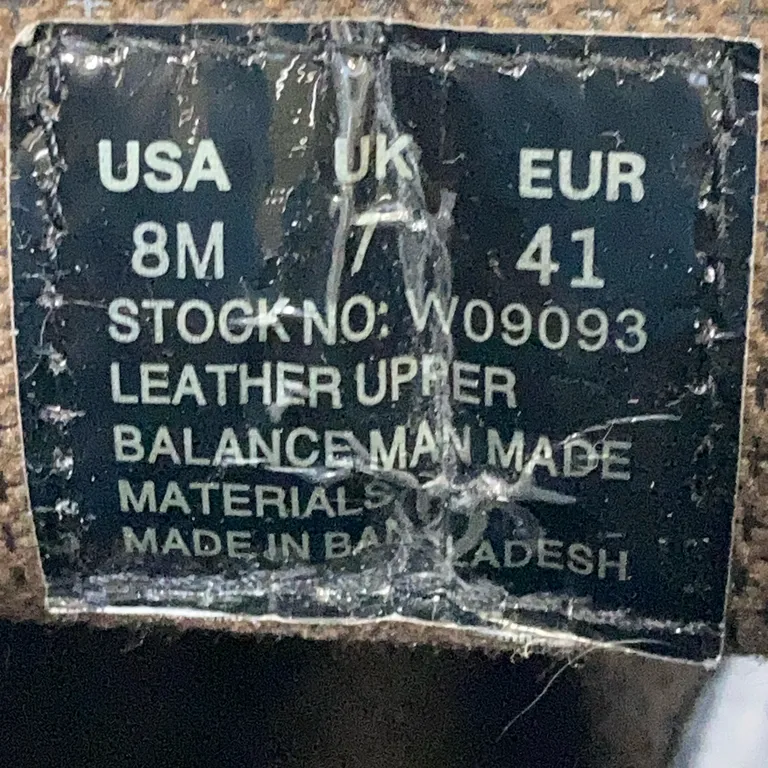 USA UK EUR
8M 7 41
STOCK NO: W09093
LEATHER UPPER
BALANCE MAN MADE
MATERIALS
MADE IN BANGLADESH